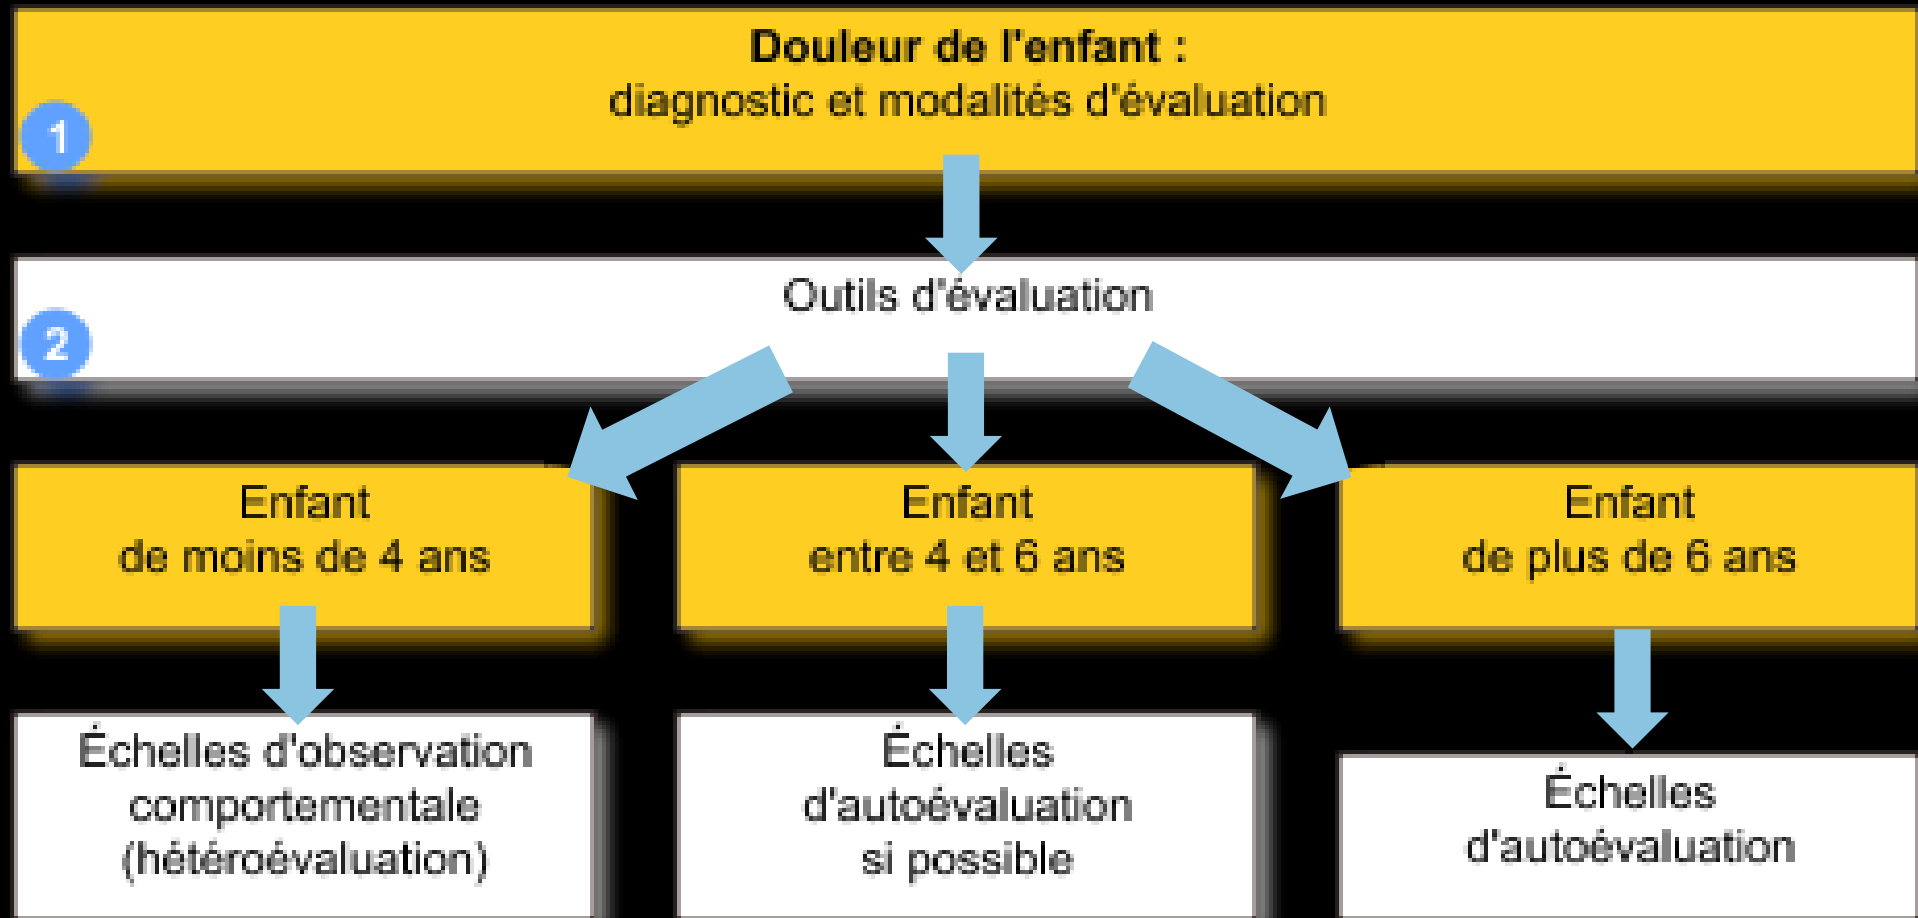 Douleur de l'enfant :
diagnostic et modalités d'évaluation
1
Outils d'évaluation
2
Enfant
de moins de 4 ans
Enfant
entre 4 et 6 ans
Enfant
de plus de 6 ans
Échelles d'observation
comportementale
(hétéroévaluation)
Échelles
d'autoévaluation
si possible
Échelles
d'autoévaluation